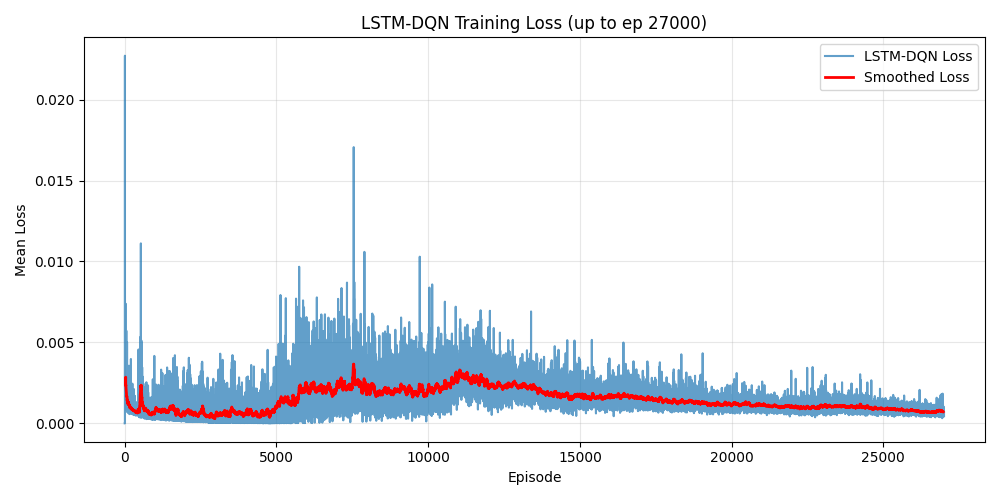 LSTM-DQN Training Loss (up to ep 27000)
LSTM-DQN Loss
Smoothed Loss
0.020
0.015
0.010
0.005
0.000
Mean Loss
0 5000 10000 15000 20000 25000
Episode